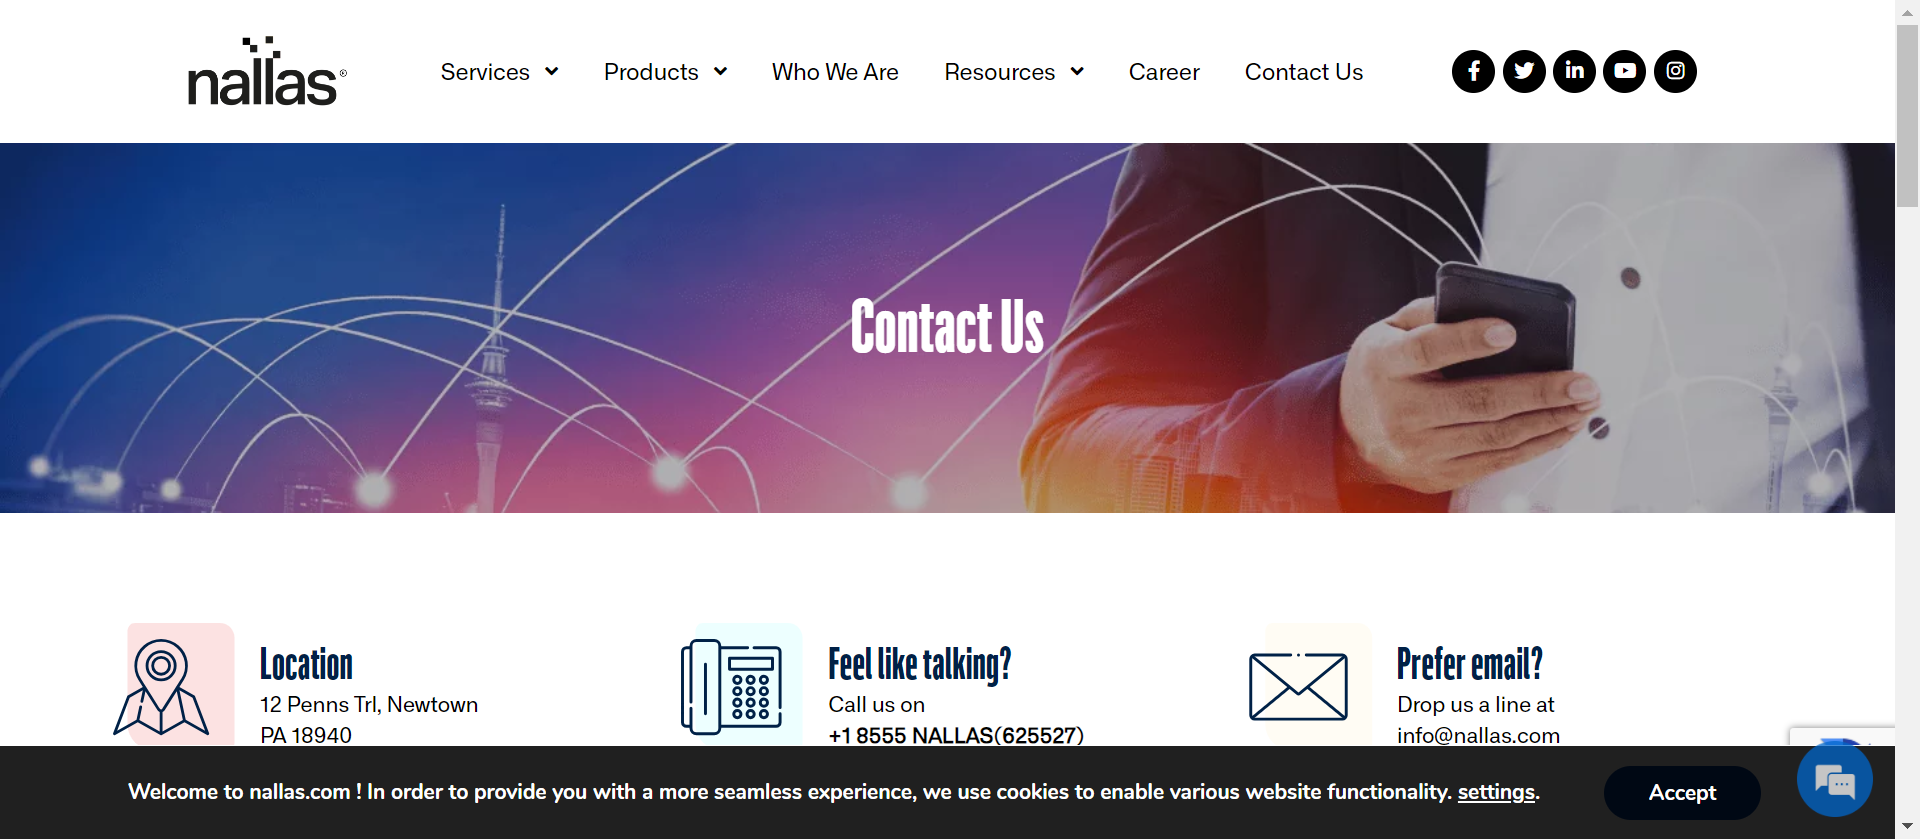 nallas®
Services
Products
Who We Are
Resources
Career
Contact Us
Contact Us
Location
12 Penns Trl, Newtown
PA 18940
Feel like talking?
Call us on
+1 8555 NALLAS(625527)
Prefer email?
Drop us a line at
info@nallas.com
Welcome to nallas.com ! In order to provide you with a more seamless experience, we use cookies to enable various website functionality. settings.
Accept